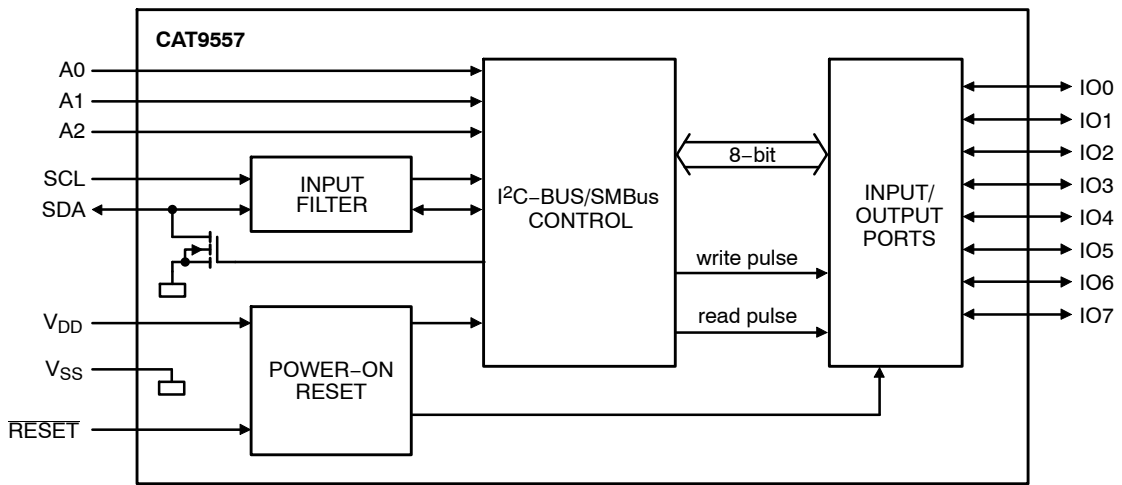 CAT9557
A0
A1
A2
SCL
SDA
INPUT
FILTER
I²C−BUS/SMBus
CONTROL
8−bit
write pulse
read pulse
INPUT/
OUTPUT
PORTS
IO0
IO1
IO2
IO3
IO4
IO5
IO6
IO7
VDD
VSS
RESET
POWER−ON
RESET